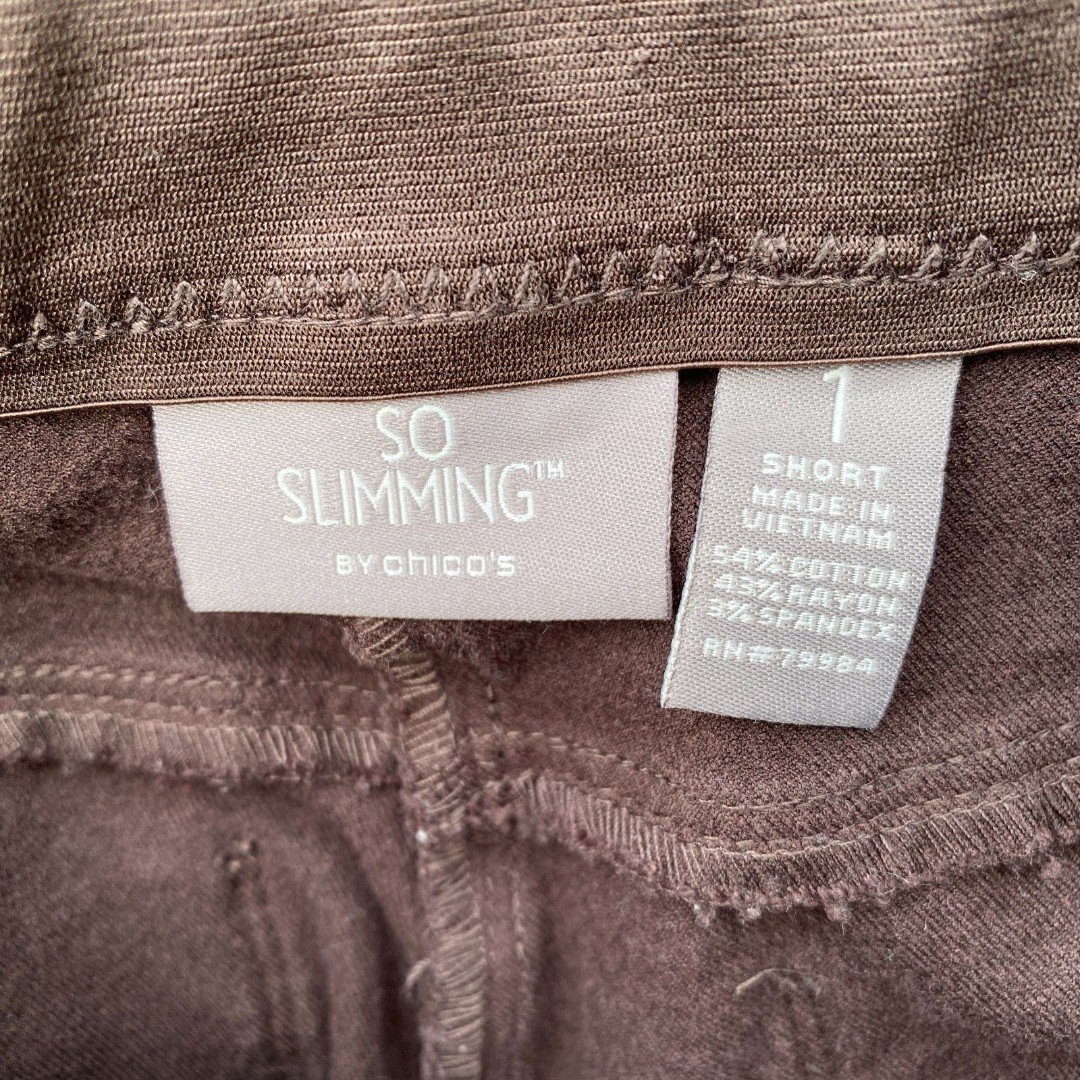 SO
SLIMMING™
BY chico's
1
SHORT
MADE IN
VIETNAM
54% COTTON
43% RAYON
3% SPANDEX
RN# 79984